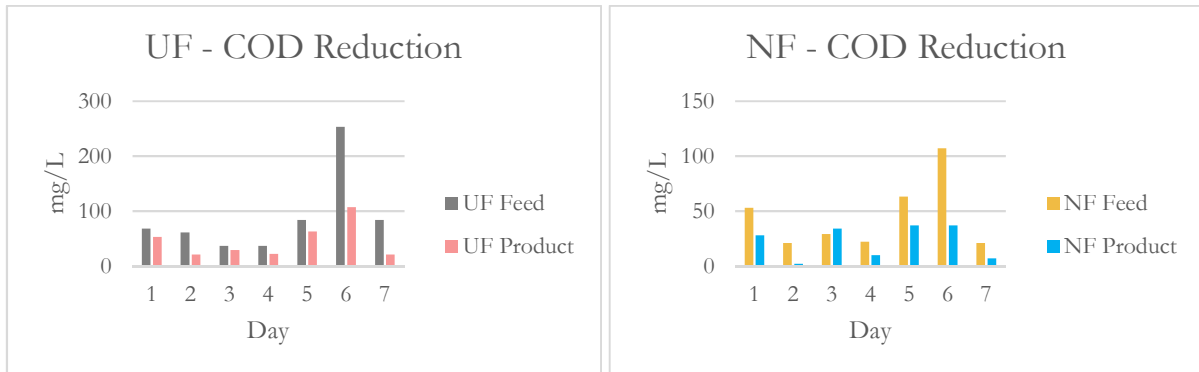 UF - COD Reduction
300
200
100
0
mg/L
1 2 3 4 5 6 7
Day
UF Feed
UF Product
NF - COD Reduction
150
100
50
0
mg/L
1 2 3 4 5 6 7
Day
NF Feed
NF Product